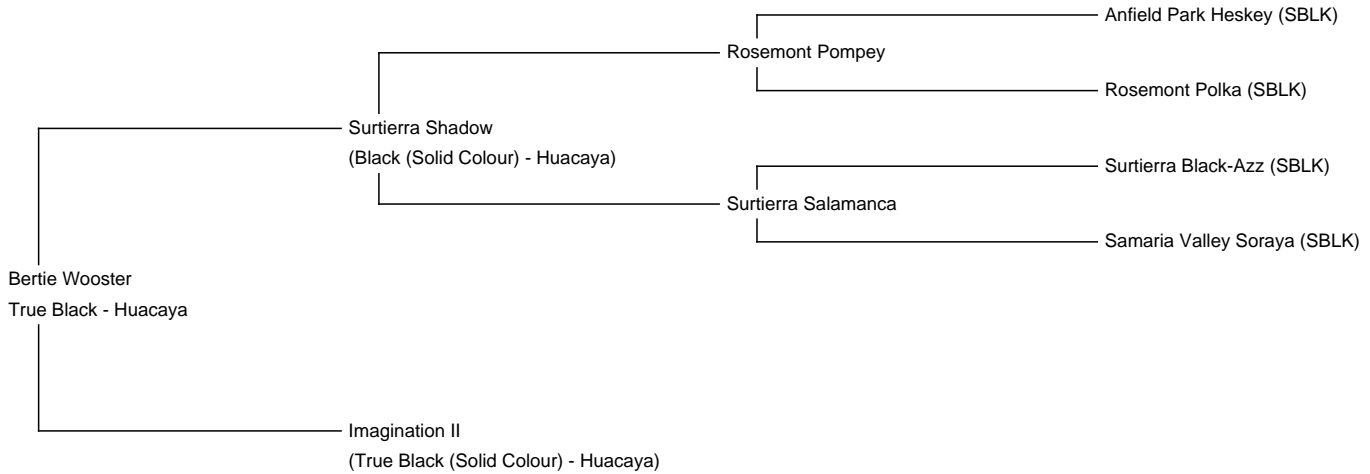 Anfield Park Heskey (SBLK)
Rosemont Pompey
Rosemont Polka (SBLK)
Surtierra Shadow
(Black (Solid Colour) - Huacaya)
Surtierra Black-Azz (SBLK)
Surtierra Salamanca
Samaria Valley Soraya (SBLK)
Bertie Wooster
True Black - Huacaya
Imagination II
(True Black (Solid Colour) - Huacaya)